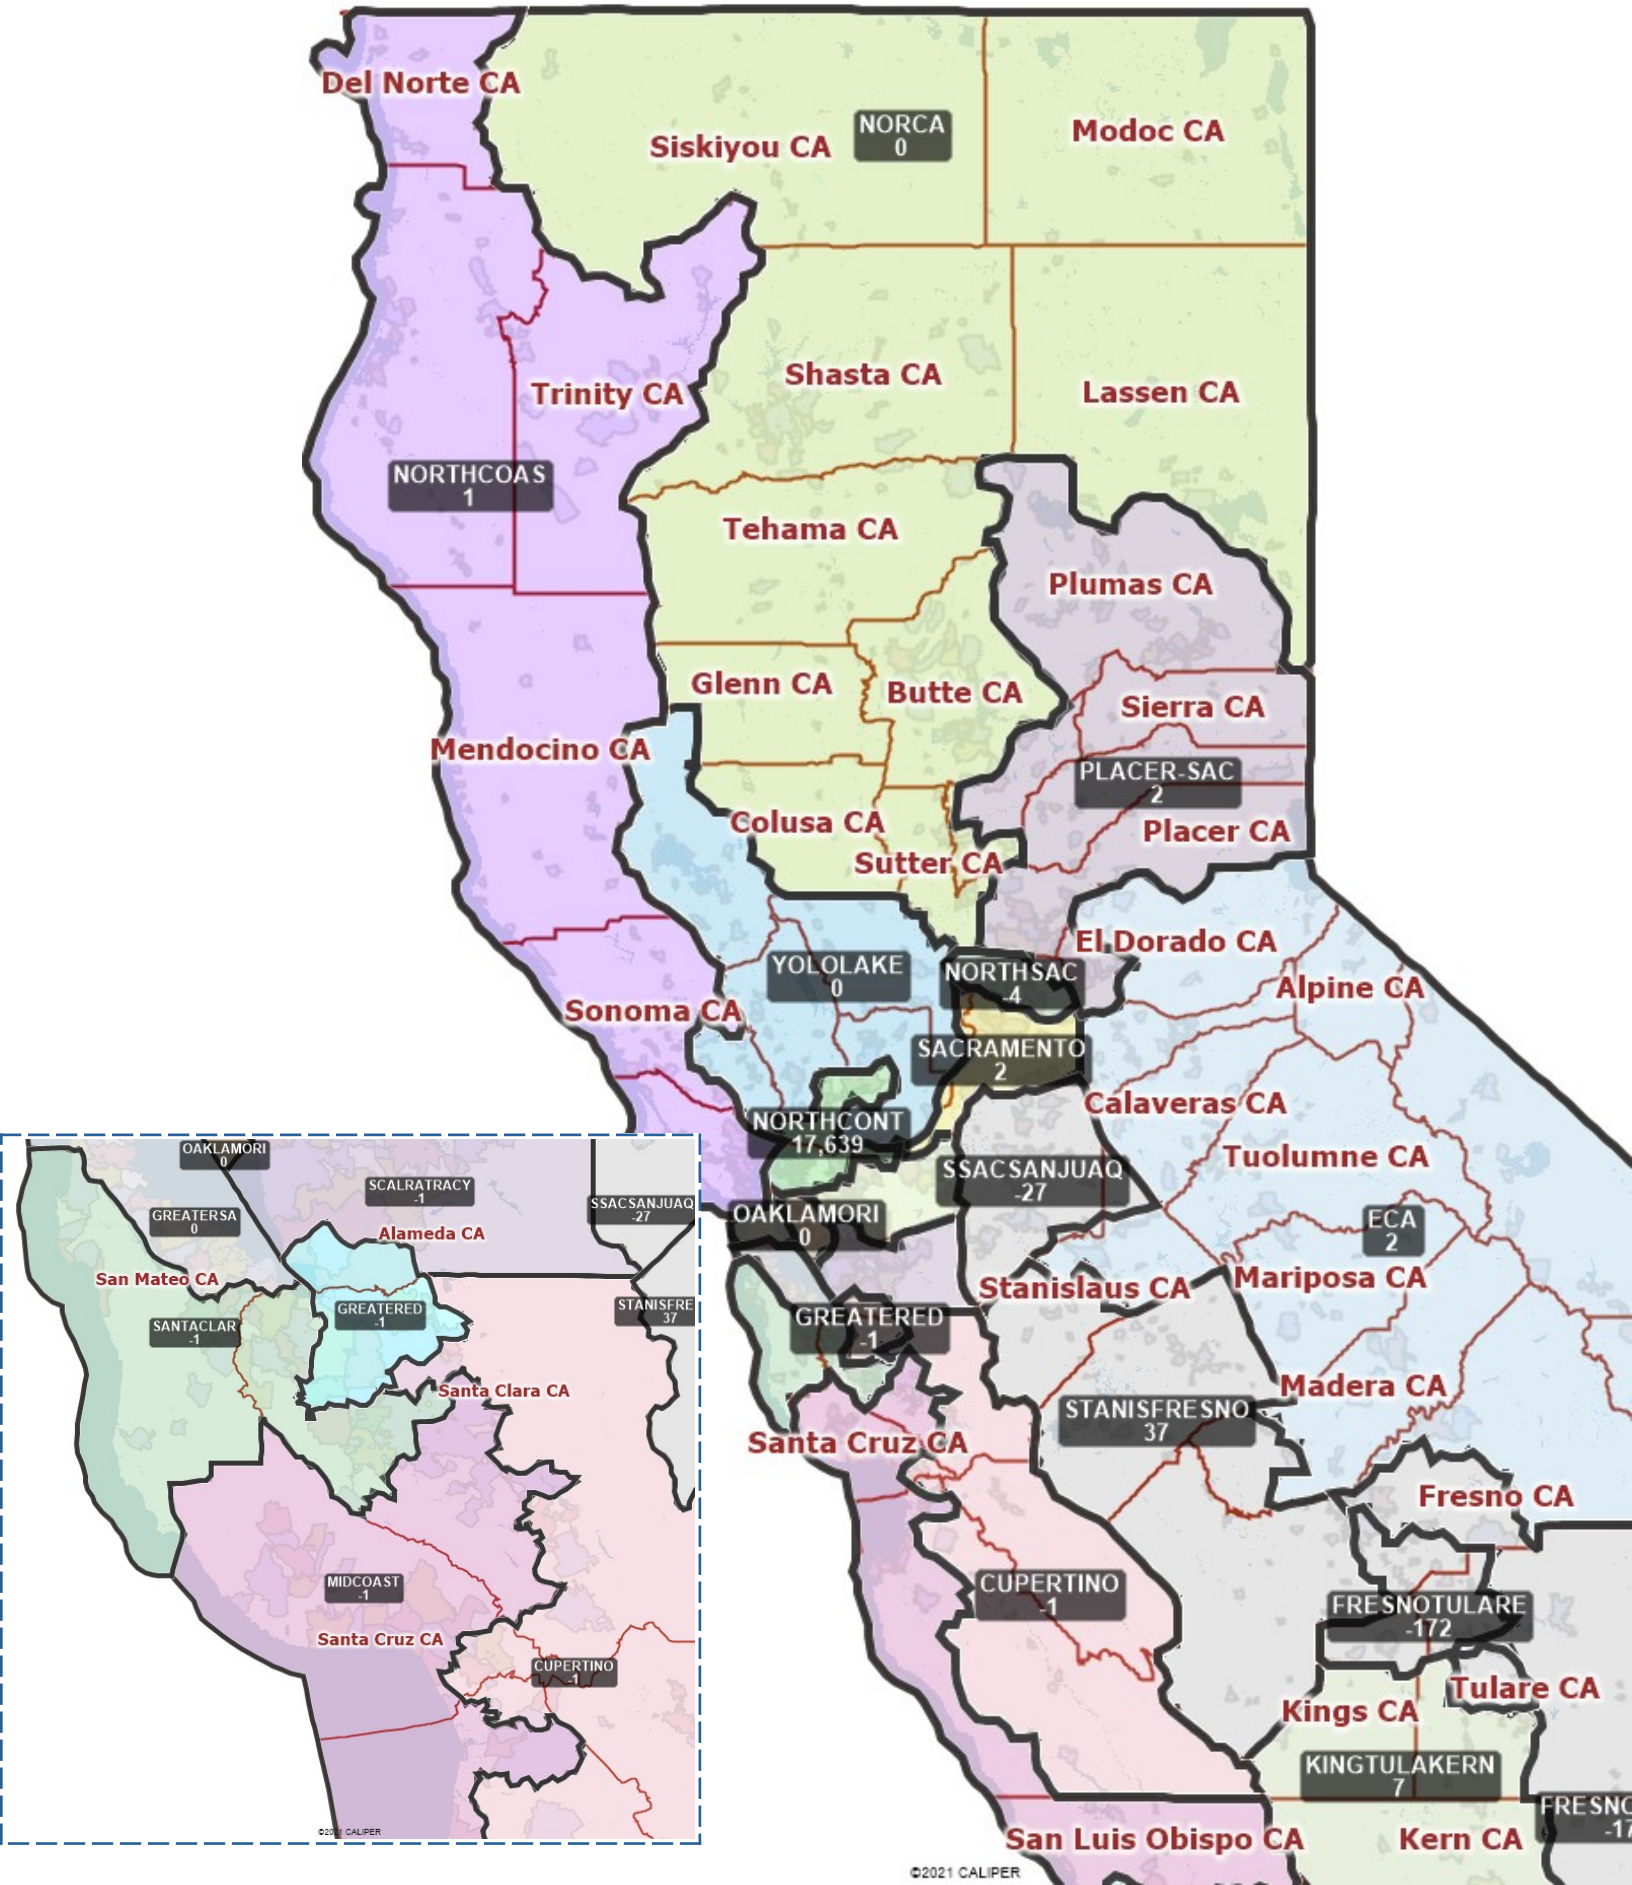 Del Norte CA
Siskiyou CA
NORCA
0
Modoc CA
Shasta CA
Lassen CA
Trinity CA
NORTHCOAS
1
Tehama CA
Plumas CA
Glenn CA
Butte CA
Sierra CA
Mendocino CA
PLACER-SAC
2
Colusa CA
Placer CA
Sutter CA
El Dorado CA
YOLOLAKE
0
NORTHSAC
-4
Alpine CA
Sonoma CA
SACRAMENTO
2
Calaveras CA
NORTHCONT
17,639
Tuolumne CA
SSACSANJUAQ
-27
OAKLAMORI
0
ECA
2
Stanislaus CA
Mariposa CA
GREATERED
-1
Madera CA
STANISFRESNO
37
Santa Cruz CA
Fresno CA
CUPERTINO
-1
FRESNOTULARE
-172
Tulare CA
Kings CA
KINGTULAKERN
7
FRESNO
-17
San Luis Obispo CA
Kern CA
©2021 CALIPER
OAKLAMORI
0
SCALRATRACY
-1
SSACSANJUAQ
-27
GREATERSA
0
Alameda CA
San Mateo CA
GREATERED
-1
STANISFRE
37
SANTACLAR
-1
Santa Clara CA
MIDCOAST
-1
Santa Cruz CA
CUPERTINO
-1
©2021 CALIPER